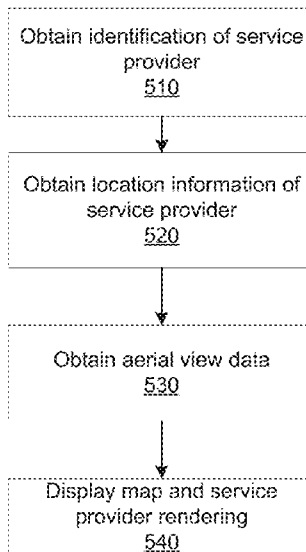 Obtain identification of service
provider
510
Obtain location information of
service provider
520
Obtain aerial view data
530
Display map and service
provider rendering
540